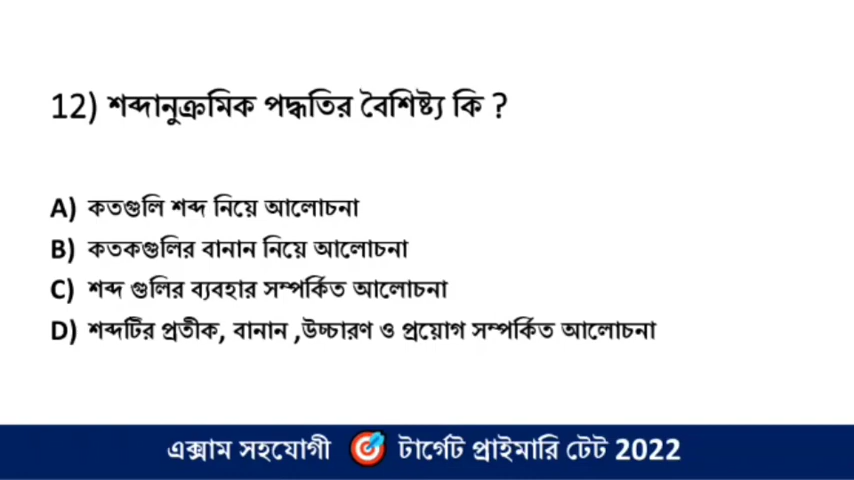 12) শব্দানুক্রমিক পদ্ধতির বৈশিষ্ট্য কি ?
A) কতগুলি শব্দ নিয়ে আলোচনা
B) কতকগুলির বানান নিয়ে আলোচনা
C) শব্দ গুলির ব্যবহার সম্পর্কিত আলোচনা
D) শব্দটির প্রতীক, বানান ,উচ্চারণ ও প্রয়োগ সম্পর্কিত আলোচনা
এক্সাম সহযোগী 🎯 টার্গেট প্রাইমারি টেট 2022